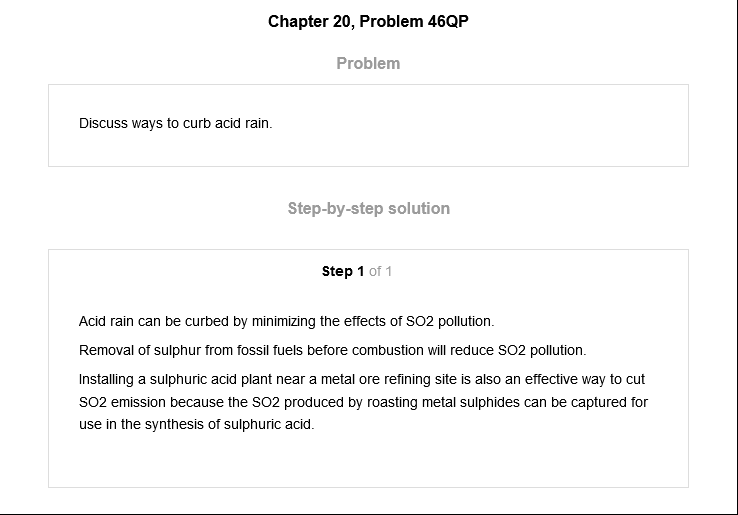 Chapter 20, Problem 46QP
Problem
Discuss ways to curb acid rain.
Step-by-step solution
Step 1 of 1
Acid rain can be curbed by minimizing the effects of SO2 pollution.
Removal of sulphur from fossil fuels before combustion will reduce SO2 pollution.
Installing a sulphuric acid plant near a metal ore refining site is also an effective way to cut
SO2 emission because the SO2 produced by roasting metal sulphides can be captured for
use in the synthesis of sulphuric acid.